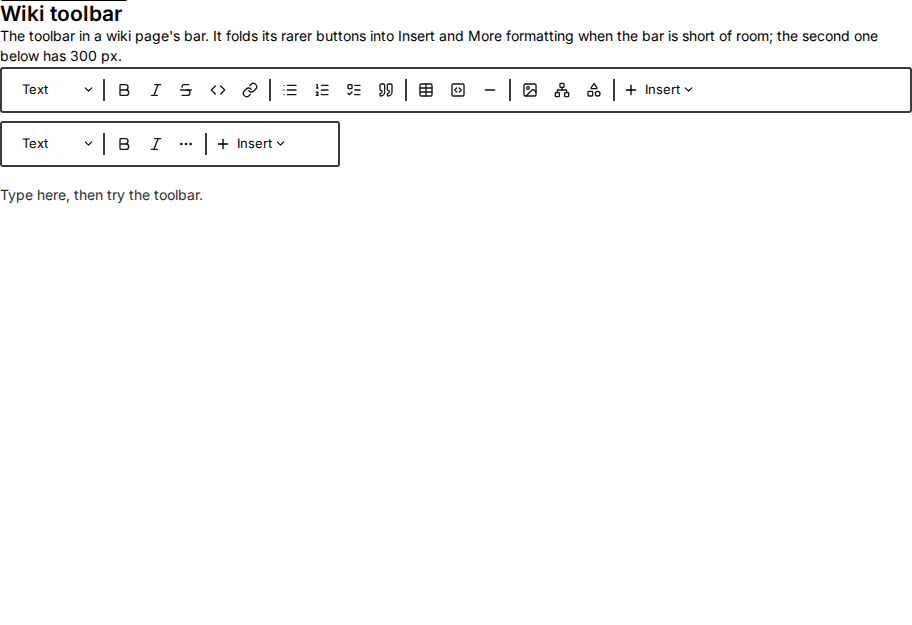 Wiki toolbar
The toolbar in a wiki page's bar. It folds its rarer buttons into Insert and More formatting when the bar is short of room; the second one
below has 300 px.
Text Insert
Text Insert
Type here, then try the toolbar.